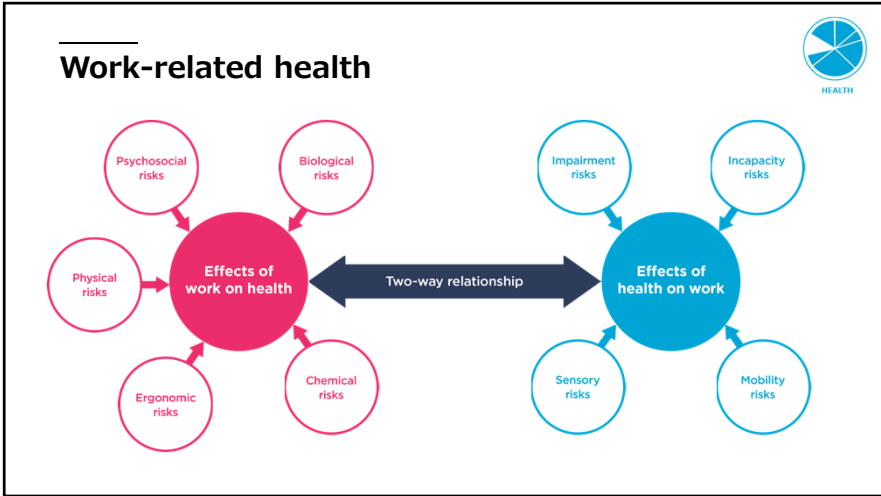 Work-related health
HEALTH
Psychosocial
risks
Biological
risks
Physical
risks
Effects of
work on health
Ergonomic
risks
Chemical
risks
Two-way relationship
Impairment
risks
Incapacity
risks
Effects of
health on work
Sensory
risks
Mobility
risks